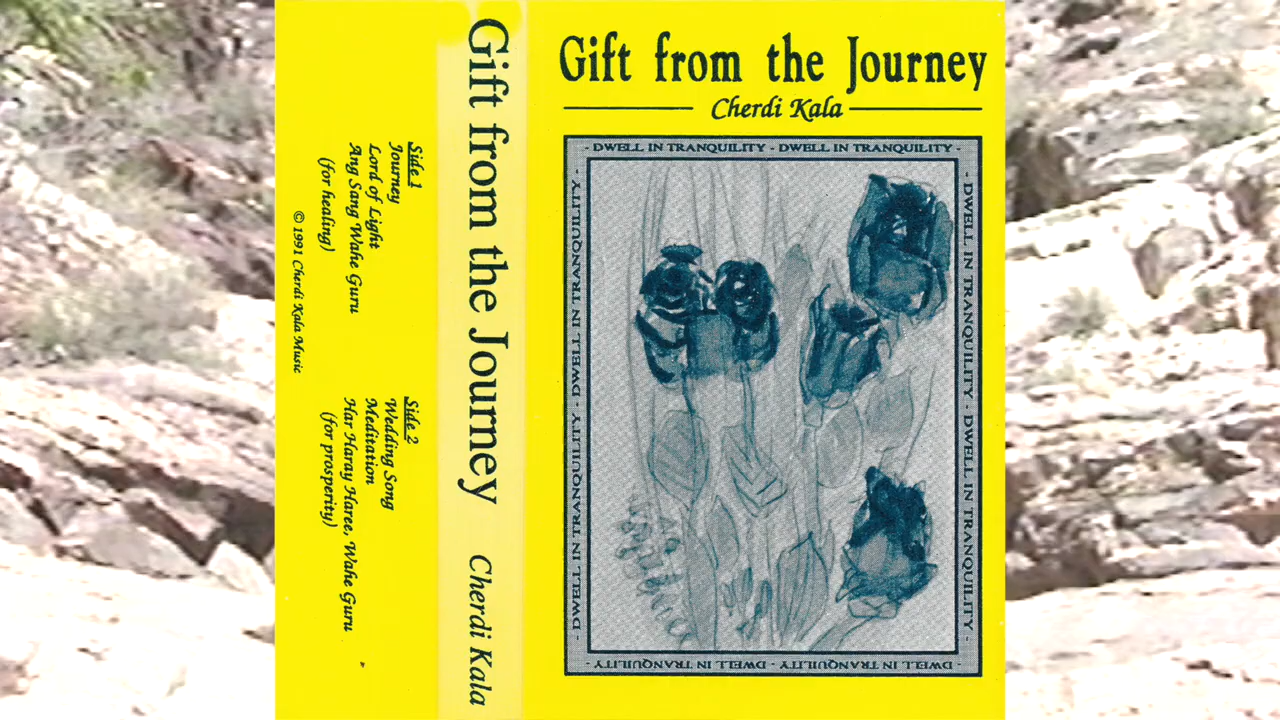 Gift from the Journey
Cherdi Kala
- DWELL IN TRANQUILITY - DWELL IN TRANQUILITY -
- DWELL IN TRANQUILITY - DWELL IN TRANQUILITY -
- DWELL IN TRANQUILITY - DWELL IN TRANQUILITY -
- DWELL IN TRANQUILITY - DWELL IN TRANQUILITY -
Gift from the Journey Cherdi Kala
Side 1
Journey
Lord of Light
Ang Sang Wahe Guru
(for healing)
Side 2
Wedding Song
Meditation
Har Haray Haree, Wahe Guru
(for prosperity)
© 1991 Cherdi Kala Music